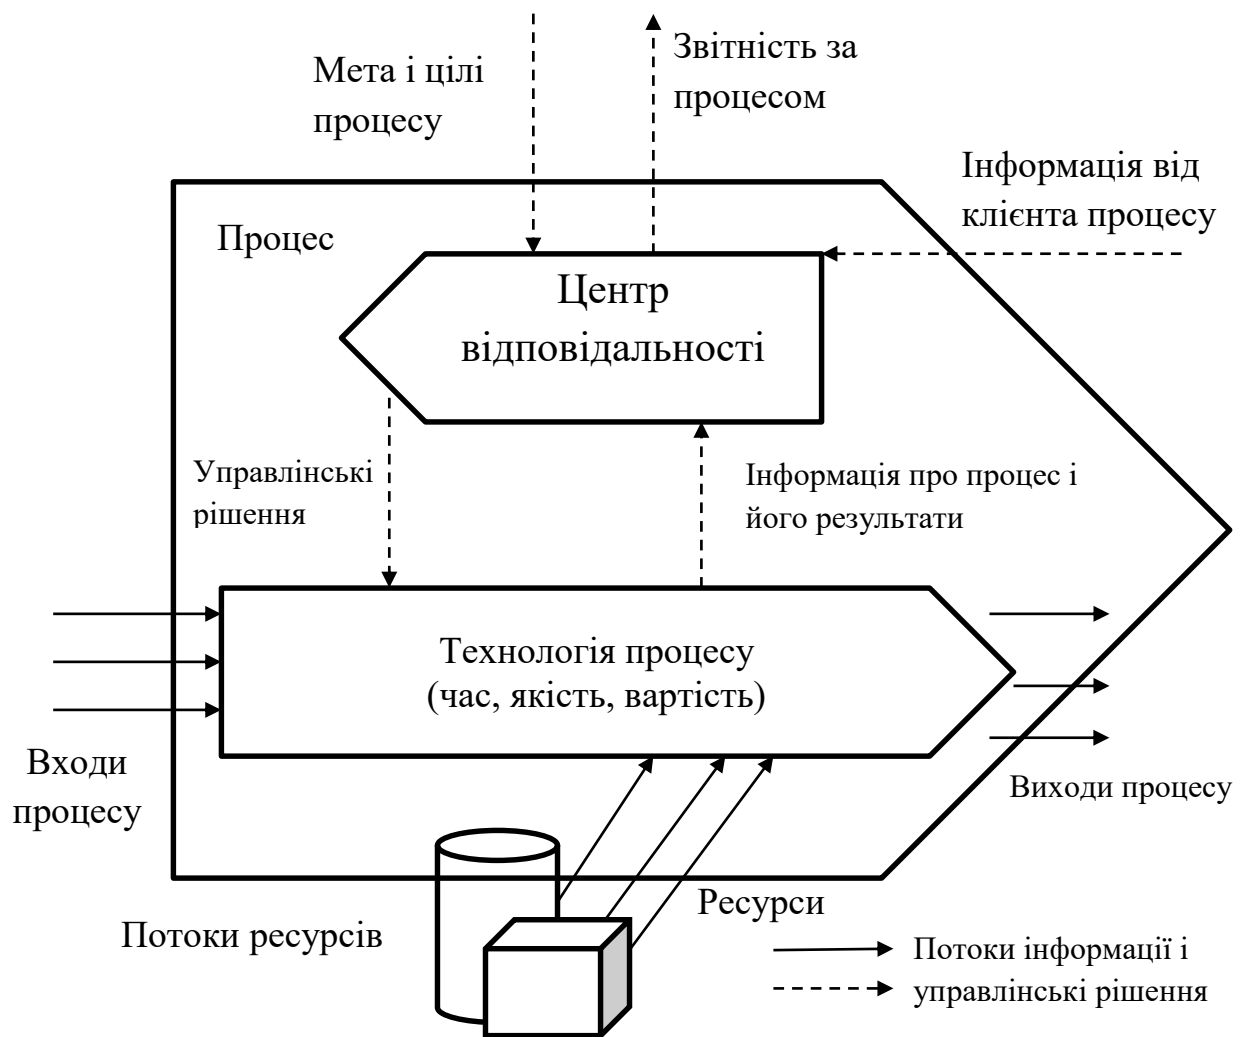 Мета і цілі
процесу
Звітність за
процесом
Інформація від
клієнта процесу
Процес
Центр
відповідальності
Управлінські
рішення
Інформація про процес і
його результати
Технологія процесу
(час, якість, вартість)
Входи
процесу
Виходи процесу
Ресурси
Потоки ресурсів
Потоки інформації і
управлінські рішення